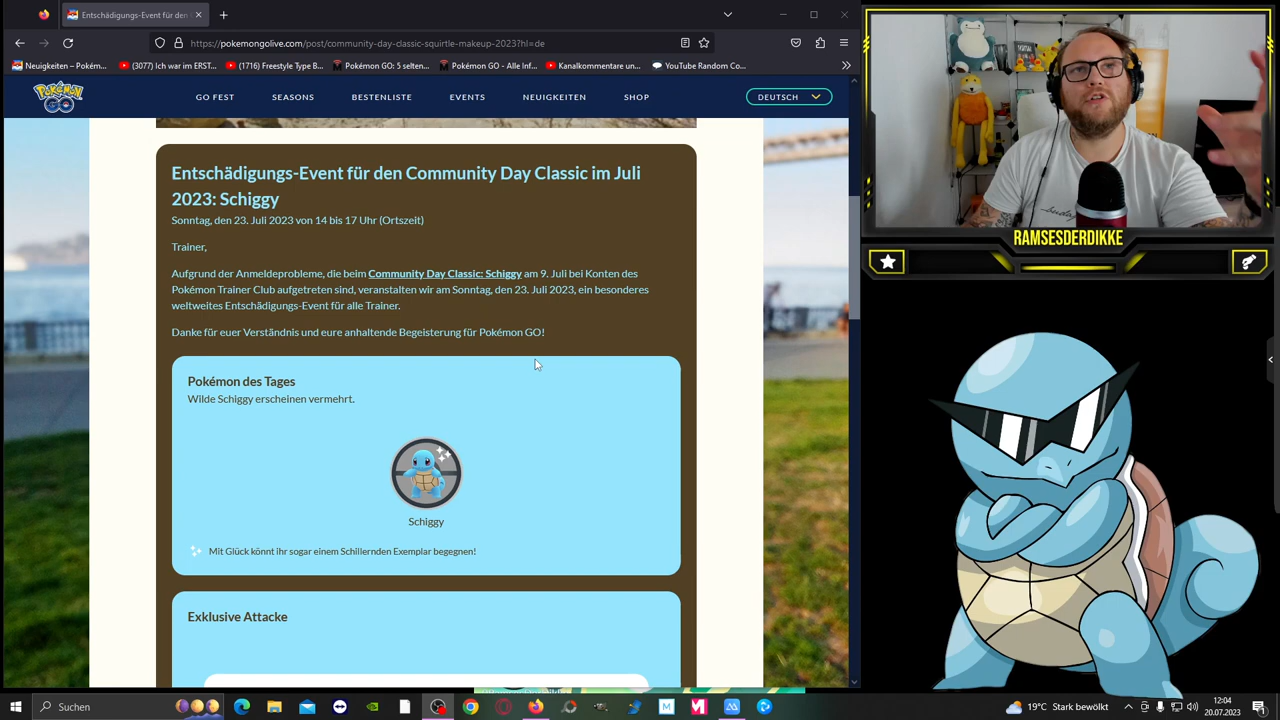 Entschädigungs-Event für den
https://pokemongolive.com/post/community-day-classic-squirtle-makeup-2023?hl=de
Neuigkeiten – Pokém...
(3077) Ich war im ERST...
(1716) Freestyle Type B...
Pokémon GO: 5 selten...
Pokémon GO - Alle Inf...
Kanalkommentare un...
YouTube Random Co...
POKÉMON
GO
GO FEST
SEASONS
BESTENLISTE
EVENTS
NEUIGKEITEN
SHOP
DEUTSCH
Entschädigungs-Event für den Community Day Classic im Juli
2023: Schiggy
Sonntag, den 23. Juli 2023 von 14 bis 17 Uhr (Ortszeit)
Trainer,
Aufgrund der Anmeldeprobleme, die beim Community Day Classic: Schiggy am 9. Juli bei Konten des
Pokémon Trainer Club aufgetreten sind, veranstalten wir am Sonntag, den 23. Juli 2023, ein besonderes
weltweites Entschädigungs-Event für alle Trainer.
Danke für euer Verständnis und eure anhaltende Begeisterung für Pokémon GO!
Pokémon des Tages
Wilde Schiggy erscheinen vermehrt.
Schiggy
Mit Glück könnt ihr sogar einem Schillernden Exemplar begegnen!
Exklusive Attacke
RAMSESDERDIKKE
Suchen
19°C Stark bewölkt
12:04
20.07.2023